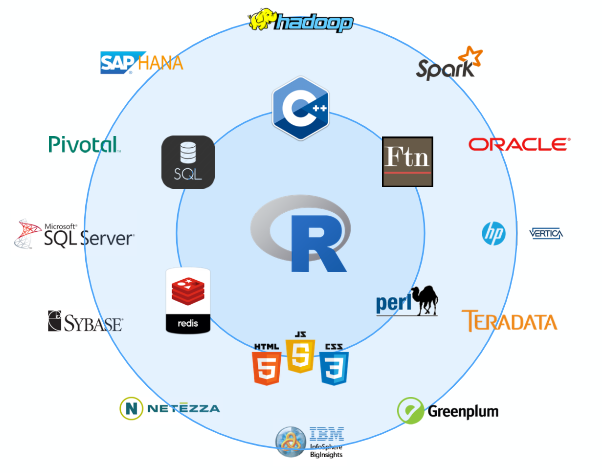 hadoop
SAP HANA
Spark
C++
Pivotal
SQL
Ftn
ORACLE
R
Microsoft
SQL Server
hp VERTICA
redis
perl
SYBASE
TERADATA
HTML JS CSS
5 5 3
NETEZZA
N
Greenplum
IBM
InfoSphere
BigInsights